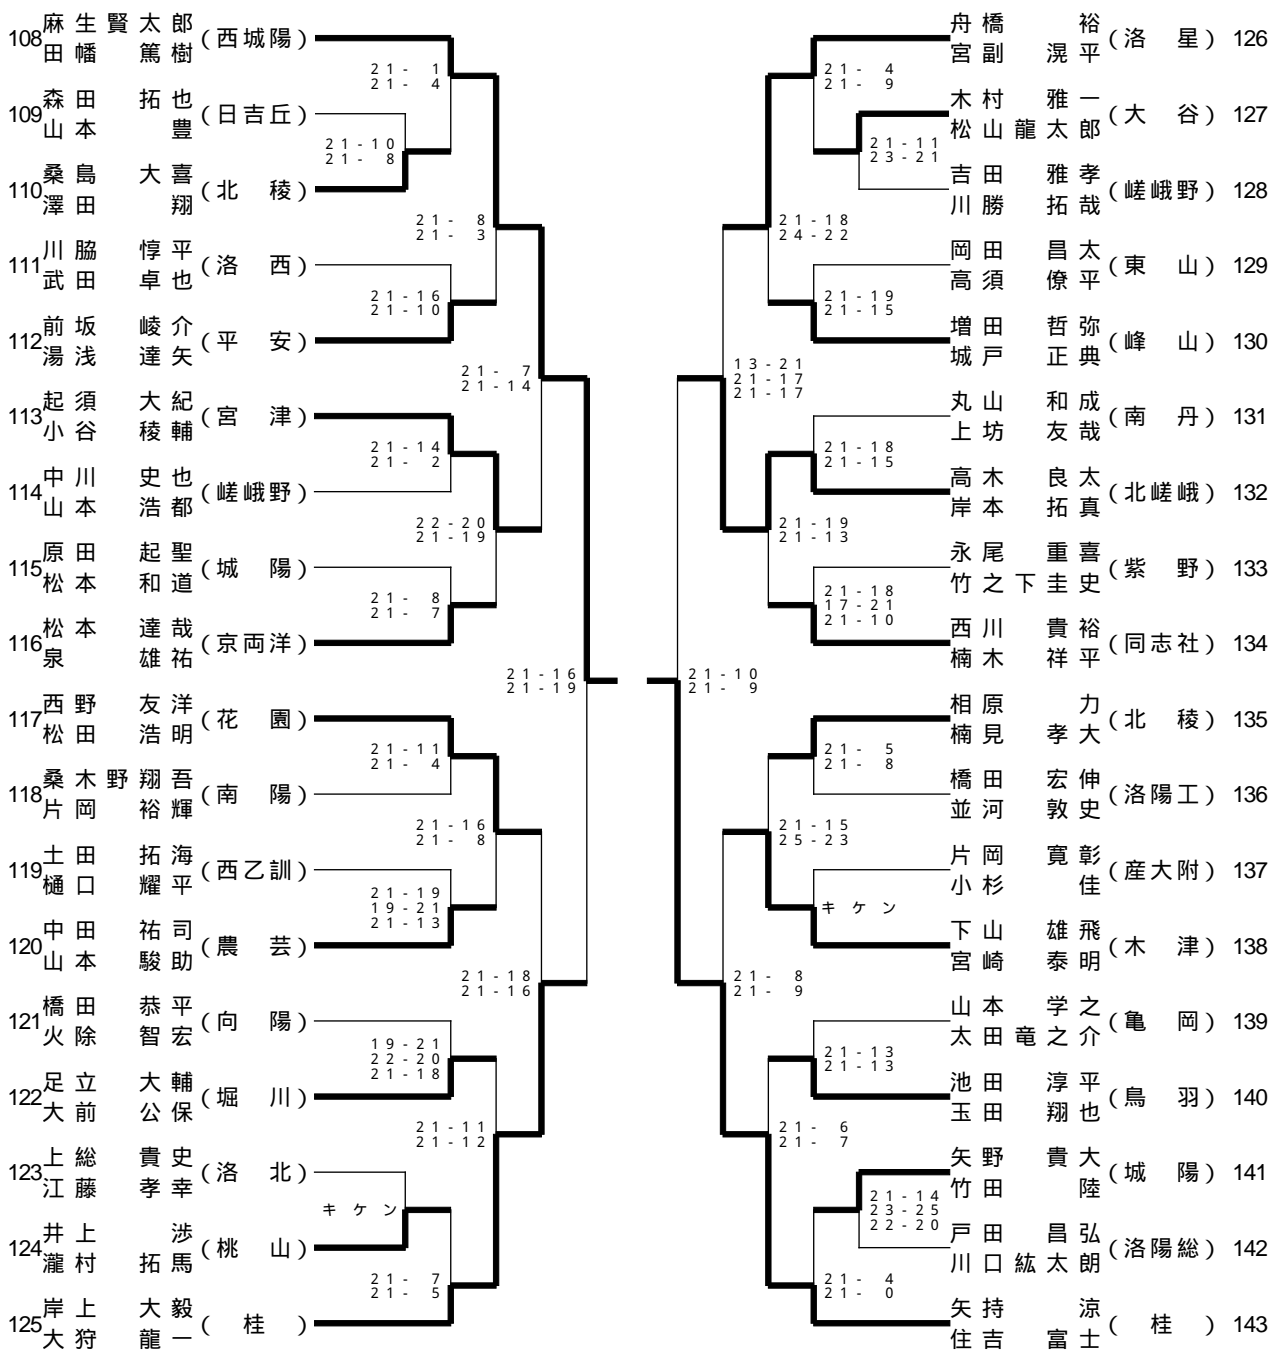 108 麻生賢太郎 田幡篤樹 (西城陽)
109 森田拓也 山本豊 (日吉丘)
110 桑島大喜 澤田翔 (北稜)
111 川脇惇平 武田卓也 (洛西)
112 前坂崚介 湯浅達矢 (平安)
113 起須大紀 小谷稜輔 (宮津)
114 中川史也 山本浩都 (嵯峨野)
115 原田起聖 松本和道 (城陽)
116 松本達哉 泉雄祐 (京両洋)
117 西野友洋 松田浩明 (花園)
118 桑木野翔吾 片岡裕輝 (南陽)
119 土田拓海 樋口耀平 (西乙訓)
120 中田祐司 山本駿助 (農芸)
121 橋田恭平 火除智宏 (向陽)
122 足立大輔 大前公保 (堀川)
123 上総貴史 江藤孝幸 (洛北)
124 井上渉 瀧村拓馬 (桃山)
125 岸上大毅 大狩龍一 (桂)
21-1
21-4
21-10
21-8
21-8
21-3
21-16
21-10
21-7
21-14
21-14
21-2
22-20
21-19
21-8
21-7
21-16
21-19
21-11
21-4
21-16
21-8
21-19
19-21
21-13
21-18
21-16
19-21
22-20
21-18
21-11
21-12
キケン
21-7
21-5
舟橋裕 宮副滉平 (洛星) 126
木村雅一 松山龍太郎 (大谷) 127
吉田雅孝 川勝拓哉 (嵯峨野) 128
岡田昌太 高須僚平 (東山) 129
増田哲弥 城戸正典 (峰山) 130
丸山和成 上坊友哉 (南丹) 131
高木良太 岸本拓真 (北嵯峨) 132
永尾重喜 竹之下圭史 (紫野) 133
西川貴裕 楠木祥平 (同志社) 134
相原力 楠見孝大 (北稜) 135
橋田宏伸 並河敦史 (洛陽工) 136
片岡寛彰 小杉佳 (産大附) 137
下山雄飛 宮崎泰明 (木津) 138
山本学之 太田竜之介 (亀岡) 139
池田淳平 玉田翔也 (鳥羽) 140
矢野貴大 竹田陸 (城陽) 141
戸田昌弘 川口紘太朗 (洛陽総) 142
矢持涼 住吉富士 (桂) 143
21-4
21-9
21-11
23-21
21-18
24-22
21-19
21-15
13-21
21-17
21-17
21-18
21-15
21-19
21-13
21-18
17-21
21-10
21-10
21-9
21-5
21-8
21-15
25-23
キケン
21-8
21-9
21-13
21-13
21-6
21-7
21-14
23-25
22-20
21-4
21-0